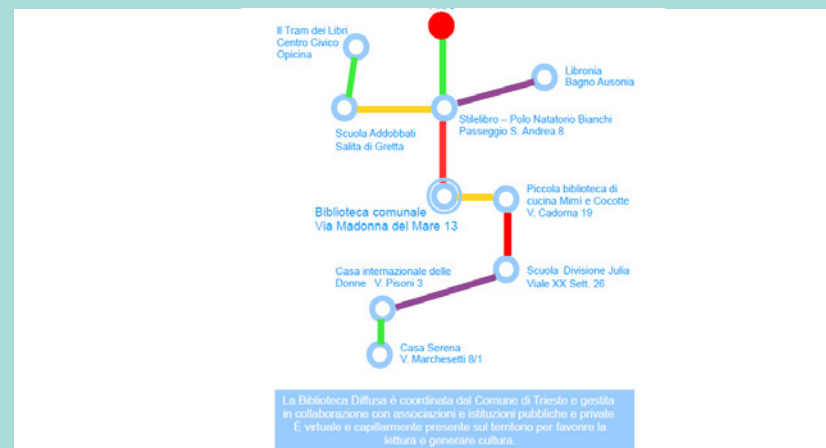 Il Tram dei Libri
Centro Civico
Opicina
Libronia
Bagno Ausonia
Scuola Addobbati
Salita di Gretta
Stilelibro – Polo Natatorio Bianchi
Passeggio S. Andrea 8
Biblioteca comunale
Via Madonna del Mare 13
Piccola biblioteca di
cucina Mimì e Cocotte
V. Cadorna 19
Casa internazionale delle
Donne V. Pisoni 3
Scuola Divisione Julia
Viale XX Sett. 26
Casa Serena
V. Marchesetti 8/1
La Biblioteca Diffusa è coordinata dal Comune di Trieste e gestita
in collaborazione con associazioni e istituzioni pubbliche e private.
É virtuale e capillarmente presente sul territorio per favorire la
lettura e generare cultura.